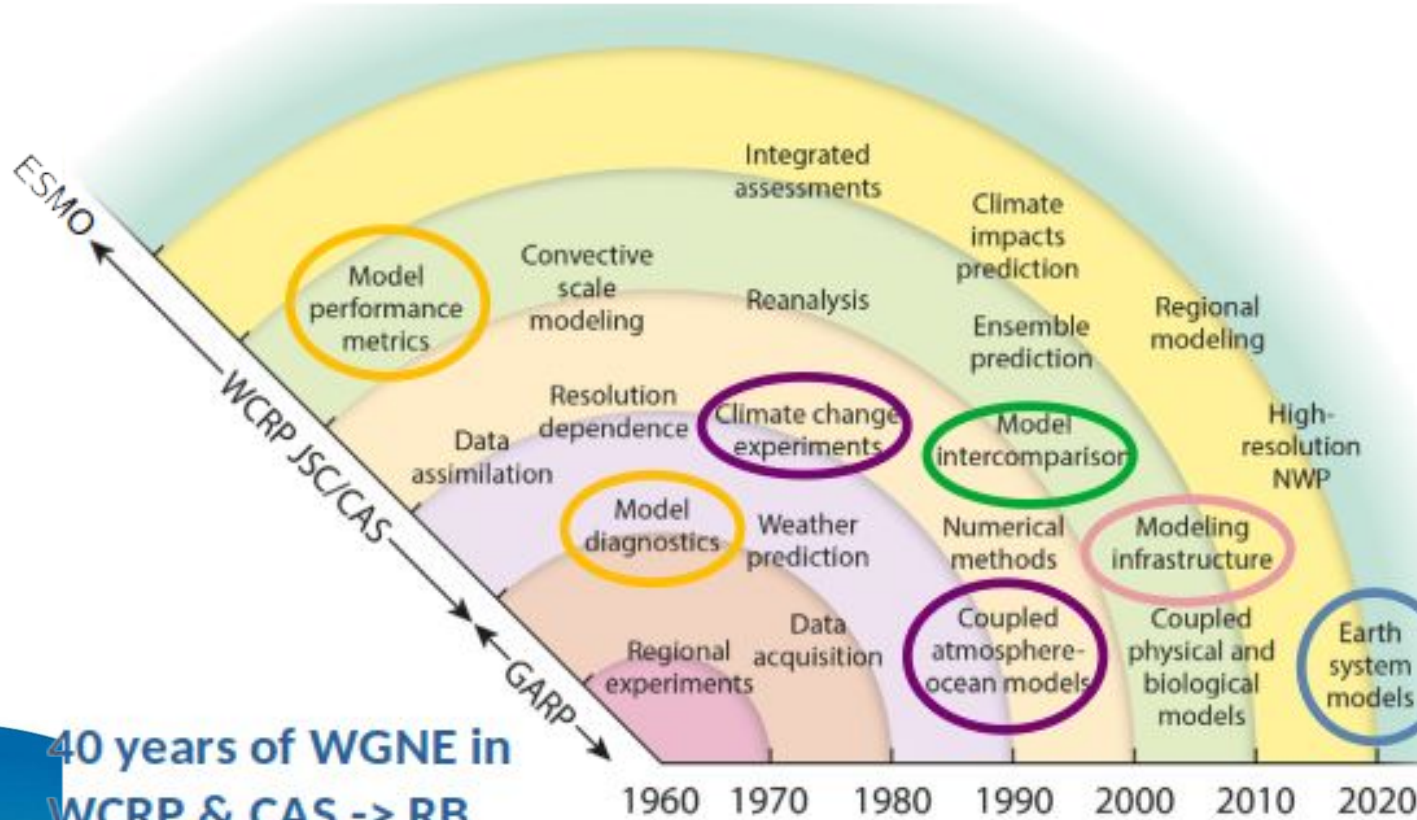 Integrated
assessments
Climate
impacts
prediction
ESMO
Model
performance
metrics
Convective
scale
modeling
Reanalysis
Regional
modeling
Ensemble
prediction
WCRP JSC/CAS
Resolution
dependence
Climate change
experiments
Model
intercomparison
High-
resolution
NWP
Data
assimilation
Model
diagnostics
Weather
prediction
Numerical
methods
Modeling
infrastructure
Regional
experiments
Data
acquisition
Coupled
atmosphere-
ocean models
Coupled
physical and
biological
models
Earth
system
models
GARP
40 years of WGNE in
WCRP & CAS -> RB
1960 1970 1980 1990 2000 2010 2020